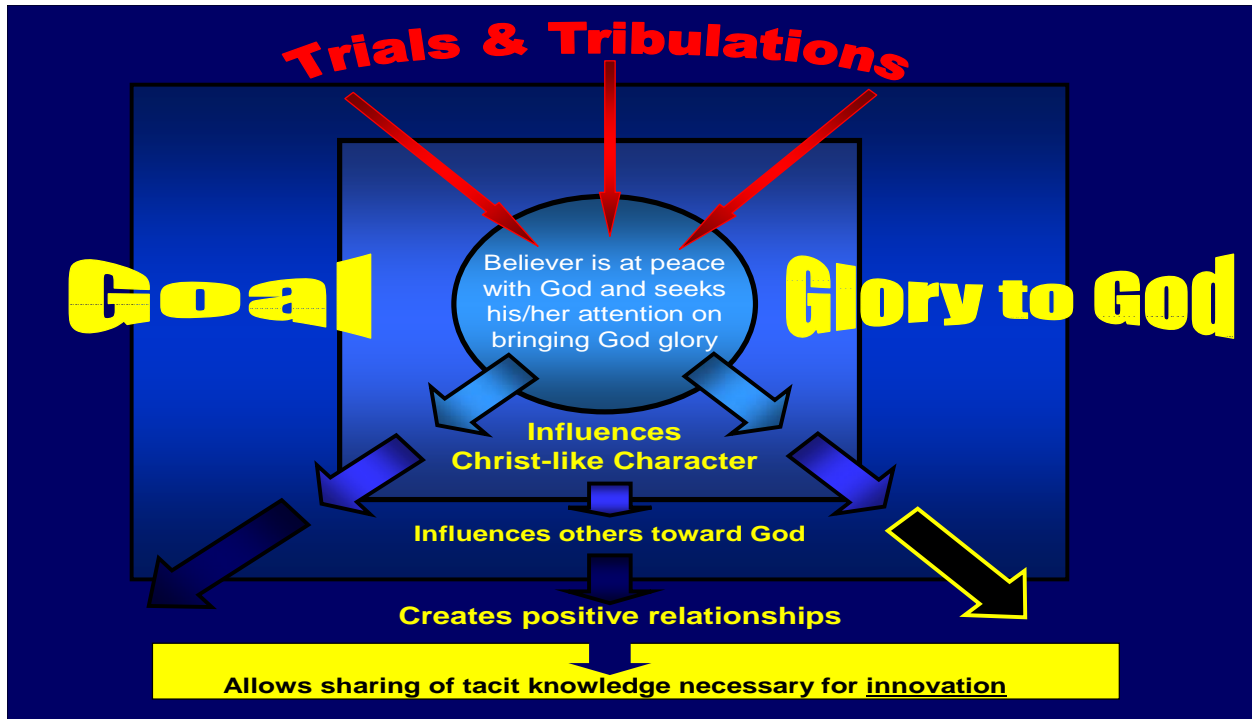 Trials & Tribulations
Goal
Glory to God
Believer is at peace
with God and seeks
his/her attention on
bringing God glory
Influences
Christ-like Character
Influences others toward God
Creates positive relationships
Allows sharing of tacit knowledge necessary for innovation